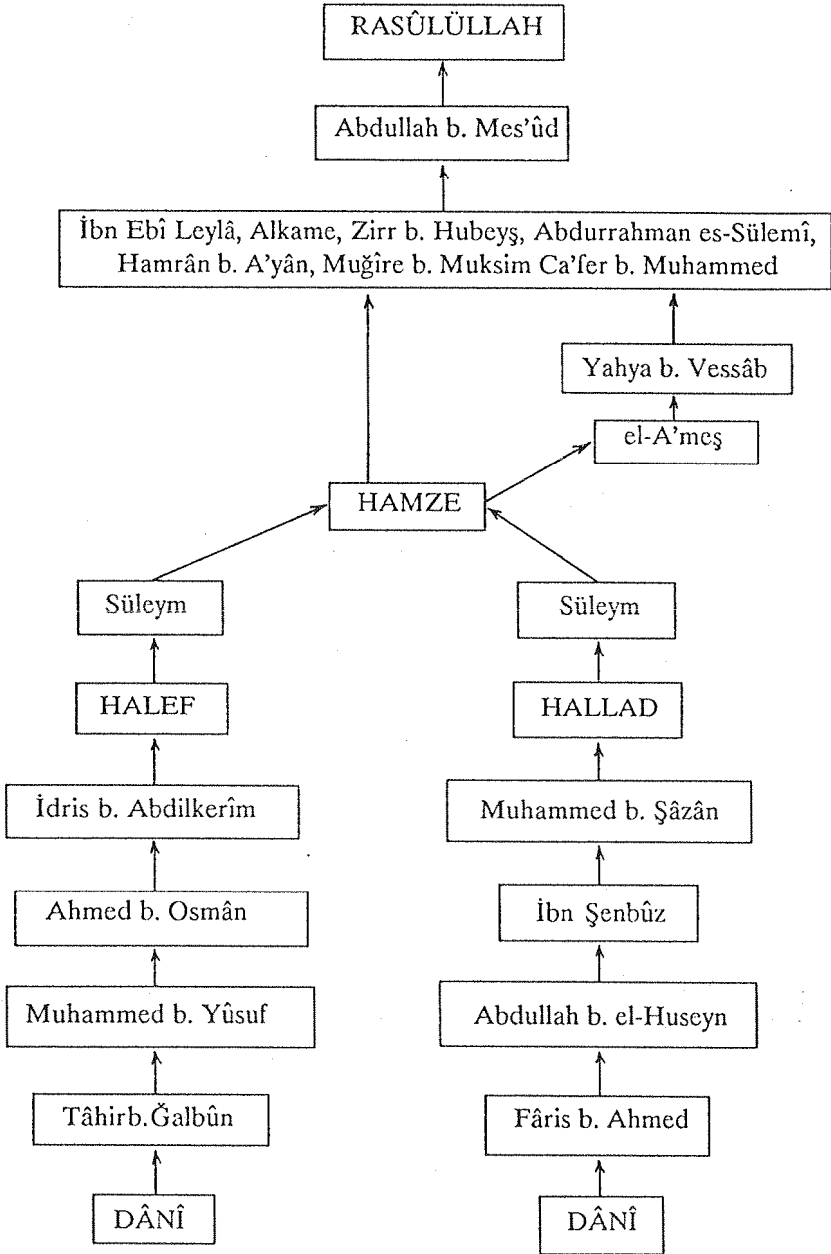 RASÛLÜLLAH
Abdullah b. Mes'ûd
İbn Ebî Leylâ, Alkame, Zirr b. Hubeyş, Abdurrahman es-Sülemî,
Hamrân b. A'yân, Muğîre b. Muksim Ca'fer b. Muhammed
Yahya b. Vessâb
el-A'meş
HAMZE
Süleym
Süleym
HALEF
HALLAD
İdris b. Abdilkerîm
Muhammed b. Şâzân
Ahmed b. Osmân
İbn Şenbûz
Muhammed b. Yûsuf
Abdullah b. el-Huseyn
Tâhirb.Ğalbûn
Fâris b. Ahmed
DÂNÎ
DÂNÎ